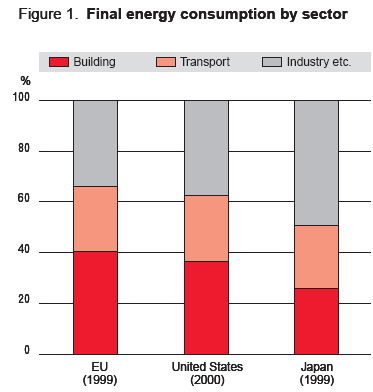 Figure 1. Final energy consumption by sector
Building Transport Industry etc.
%
100
80
60
40
20
0
EU United States Japan
(1999) (2000) (1999)